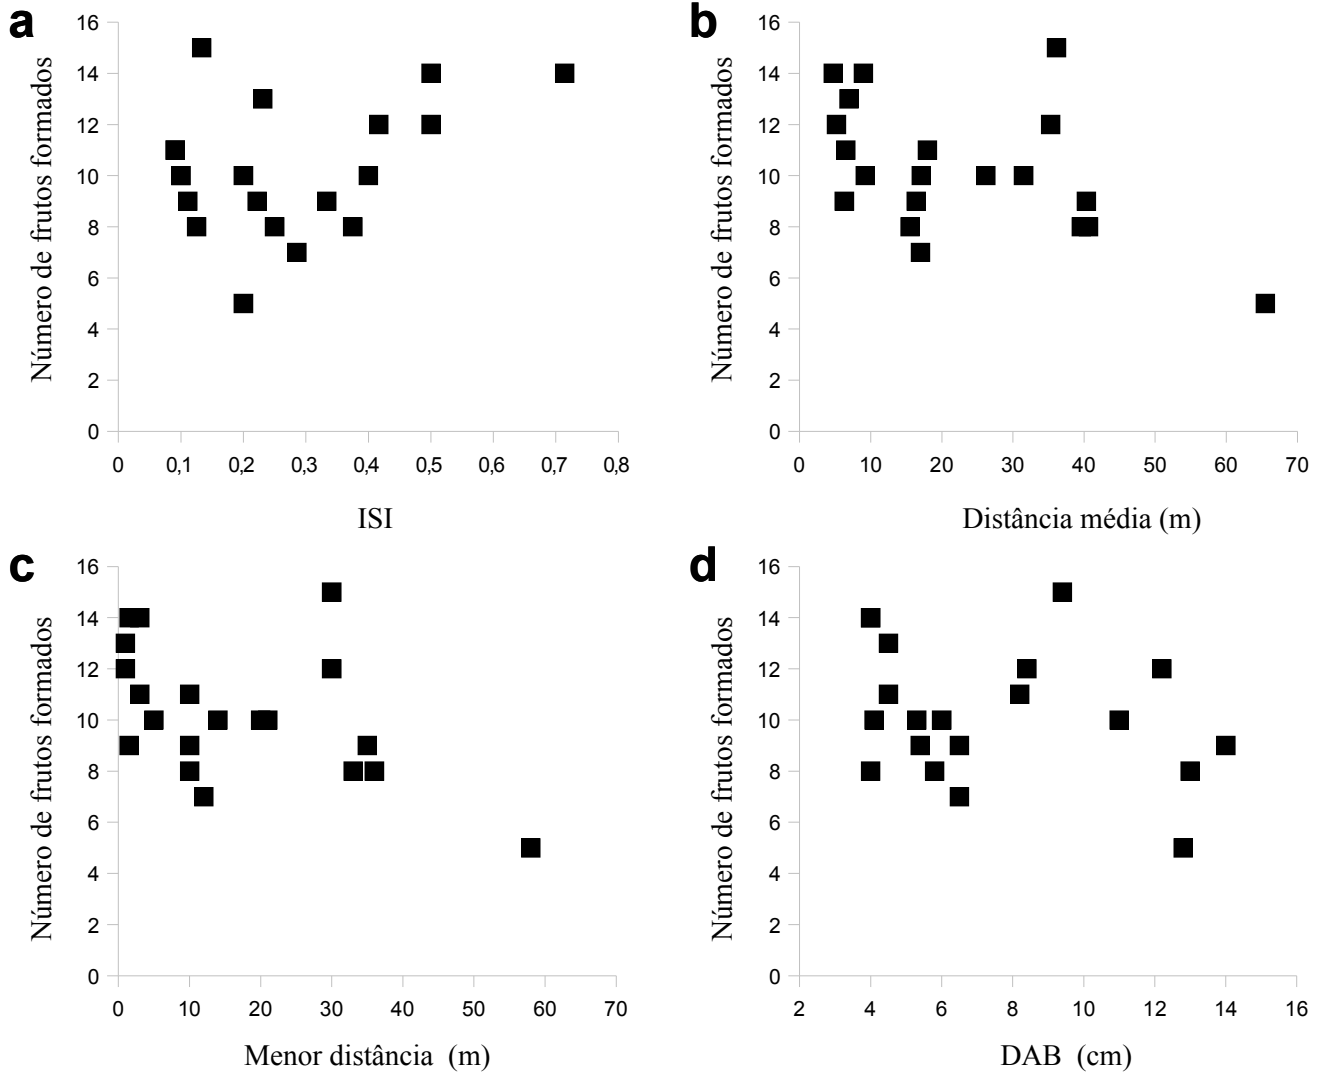 a
Número de frutos formados
16
14
12
10
8
6
4
2
0
0 0,1 0,2 0,3 0,4 0,5 0,6 0,7 0,8
ISI
b
Número de frutos formados
16
14
12
10
8
6
4
2
0
0 10 20 30 40 50 60 70
Distância média (m)
c
Número de frutos formados
16
14
12
10
8
6
4
2
0
0 10 20 30 40 50 60 70
Menor distância (m)
d
Número de frutos formados
16
14
12
10
8
6
4
2
0
2 4 6 8 10 12 14 16
DAB (cm)